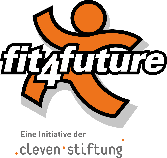 fit4future
Eine Initiative der
cleven·stiftung